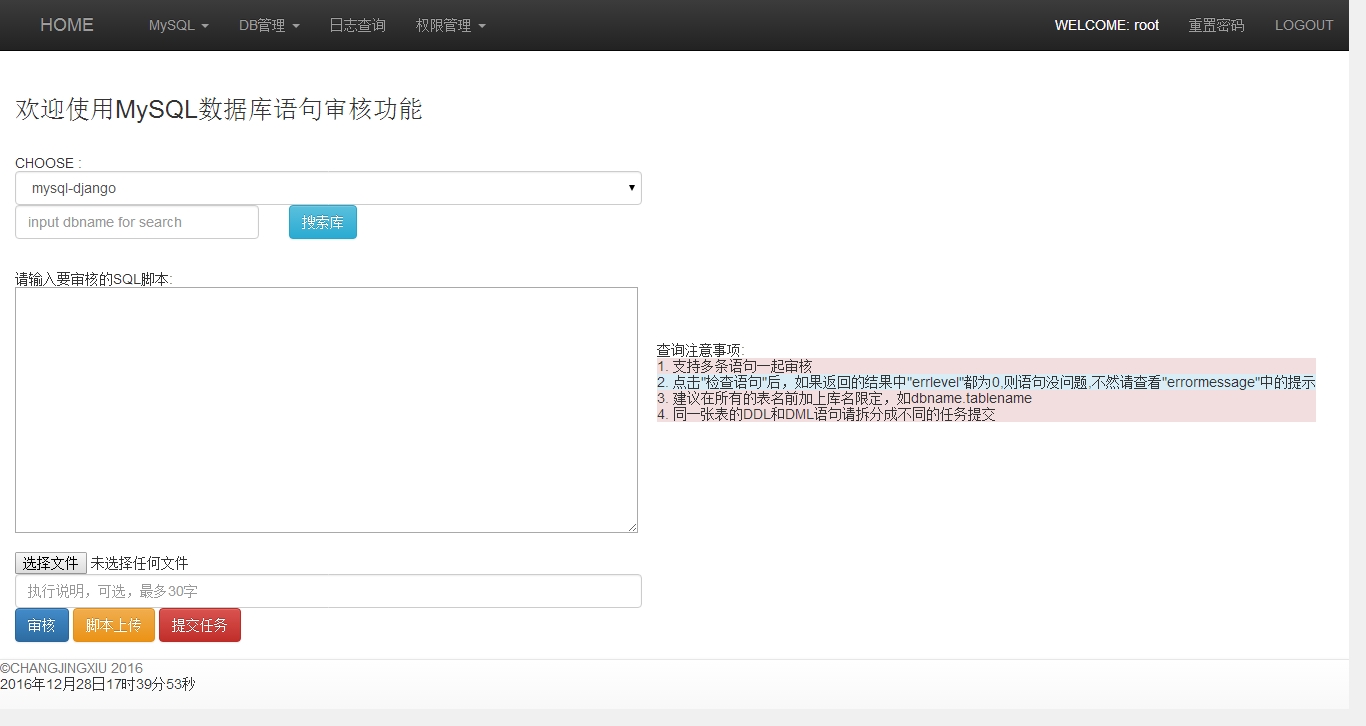 HOME MySQL DB管理 日志查询 权限管理 WELCOME: root 重置密码 LOGOUT
欢迎使用MySQL数据库语句审核功能
CHOOSE :
mysql-django
input dbname for search 搜索库
请输入要审核的SQL脚本:
查询注意事项:
1. 支持多条语句一起审核
2. 点击"检查语句"后，如果返回的结果中"errlevel"都为0,则语句没问题,不然请查看"errormessage"中的提示
3. 建议在所有的表名前加上库名限定，如dbname.tablename
4. 同一张表的DDL和DML语句请拆分成不同的任务提交
选择文件 未选择任何文件
执行说明，可选，最多30字
审核 脚本上传 提交任务
©CHANGJINGXIU 2016
2016年12月28日17时39分53秒